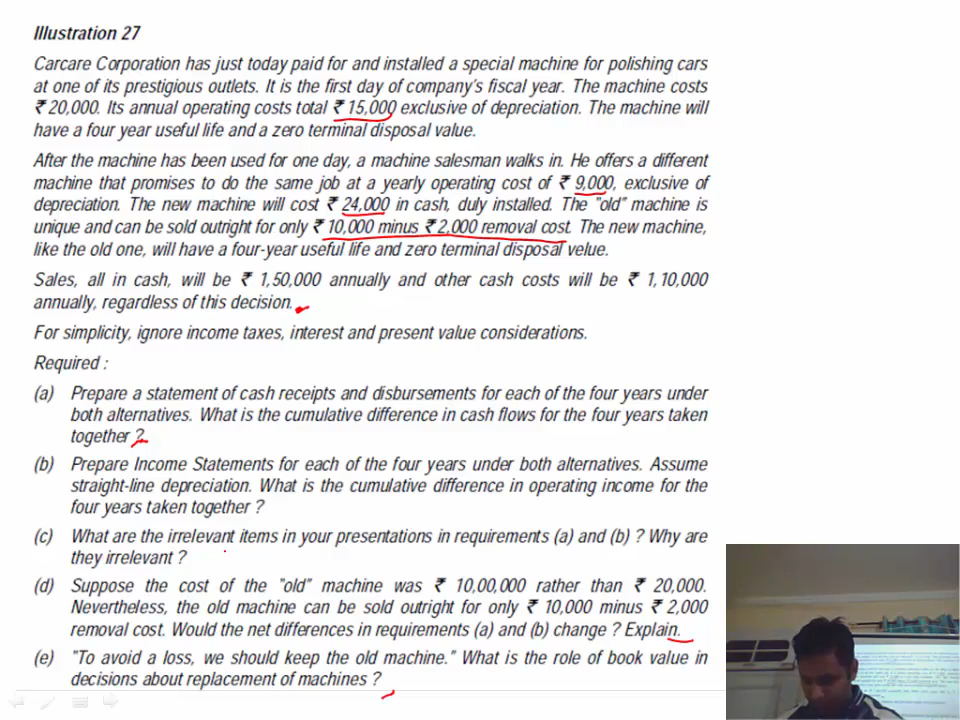 Illustration 27
Carcare Corporation has just today paid for and installed a special machine for polishing cars
at one of its prestigious outlets. It is the first day of company's fiscal year. The machine costs
₹ 20,000. Its annual operating costs total ₹ 15,000 exclusive of depreciation. The machine will
have a four year useful life and a zero terminal disposal value.
After the machine has been used for one day, a machine salesman walks in. He offers a different
machine that promises to do the same job at a yearly operating cost of ₹ 9,000, exclusive of
depreciation. The new machine will cost ₹ 24,000 in cash, duly installed. The "old" machine is
unique and can be sold outright for only ₹ 10,000 minus ₹ 2,000 removal cost. The new machine,
like the old one, will have a four-year useful life and zero terminal disposal velue.
Sales, all in cash, will be ₹ 1,50,000 annually and other cash costs will be ₹ 1,10,000
annually, regardless of this decision.
For simplicity, ignore income taxes, interest and present value considerations.
Required :
(a) Prepare a statement of cash receipts and disbursements for each of the four years under
both alternatives. What is the cumulative difference in cash flows for the four years taken
together ?
(b) Prepare Income Statements for each of the four years under both alternatives. Assume
straight-line depreciation. What is the cumulative difference in operating income for the
four years taken together ?
(c) What are the irrelevant items in your presentations in requirements (a) and (b) ? Why are
they irrelevant ?
(d) Suppose the cost of the "old" machine was ₹ 10,00,000 rather than ₹ 20,000.
Nevertheless, the old machine can be sold outright for only ₹ 10,000 minus ₹ 2,000
removal cost. Would the net differences in requirements (a) and (b) change ? Explain.
(e) "To avoid a loss, we should keep the old machine." What is the role of book value in
decisions about replacement of machines ?